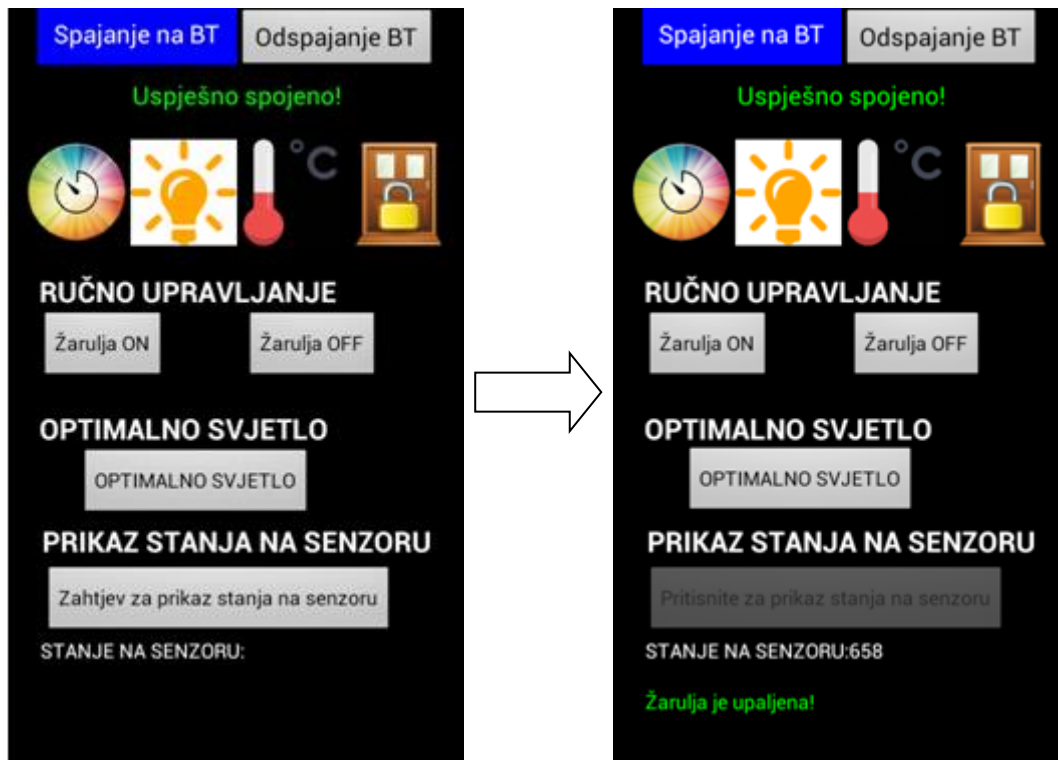 Spajanje na BT
Odspajanje BT
Uspješno spojeno!
°C
RUČNO UPRAVLJANJE
Žarulja ON
Žarulja OFF
OPTIMALNO SVJETLO
OPTIMALNO SVJETLO
PRIKAZ STANJA NA SENZORU
Zahtjev za prikaz stanja na senzoru
STANJE NA SENZORU:
Spajanje na BT
Odspajanje BT
Uspješno spojeno!
°C
RUČNO UPRAVLJANJE
Žarulja ON
Žarulja OFF
OPTIMALNO SVJETLO
OPTIMALNO SVJETLO
PRIKAZ STANJA NA SENZORU
Pritisnite za prikaz stanja na senzoru
STANJE NA SENZORU:658
Žarulja je upaljena!